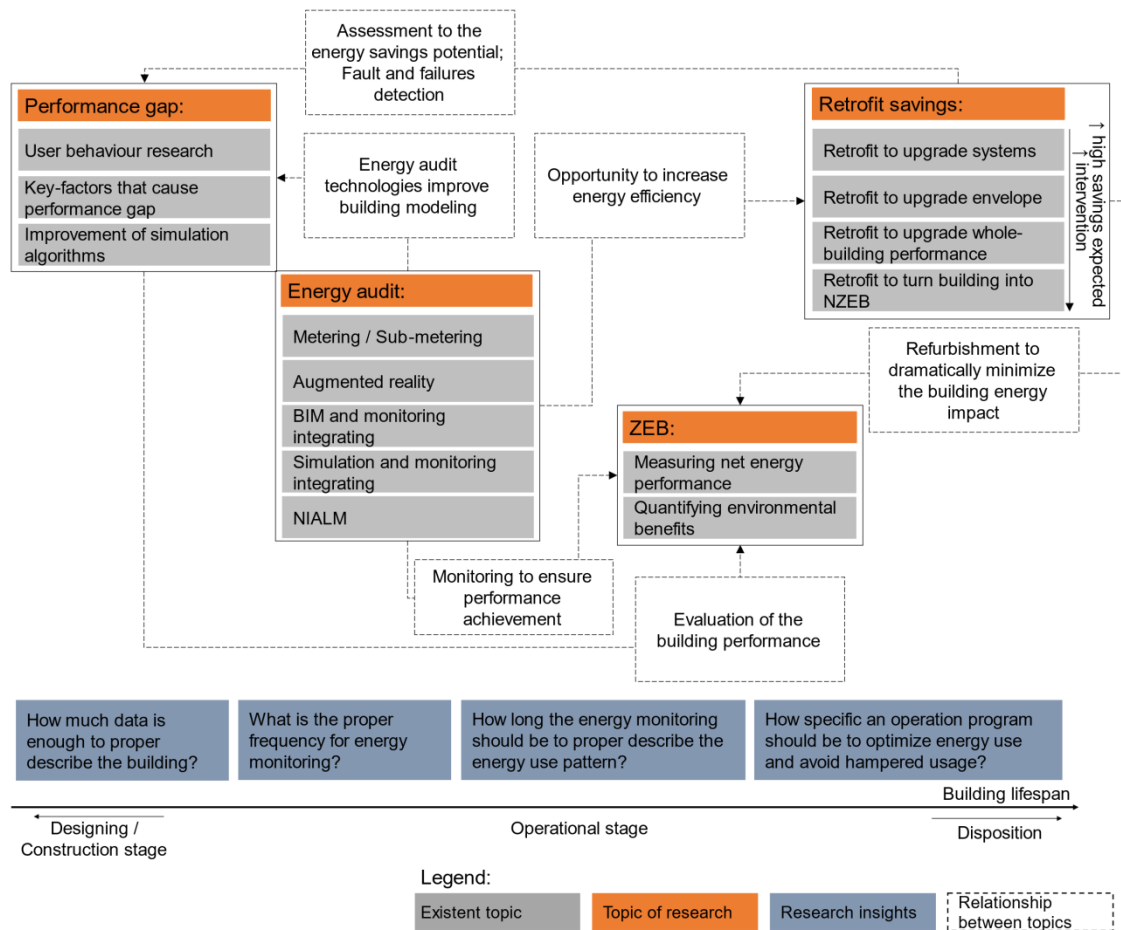 Assessment to the
energy savings potential;
Fault and failures
detection
Performance gap:
User behaviour research
Key-factors that cause
performance gap
Improvement of simulation
algorithms
Energy audit
technologies improve
building modeling
Opportunity to increase
energy efficiency
Retrofit savings:
Retrofit to upgrade systems
Retrofit to upgrade envelope
Retrofit to upgrade whole-
building performance
Retrofit to turn building into
NZEB
↑ high savings expected
↑ intervention
Energy audit:
Metering / Sub-metering
Augmented reality
BIM and monitoring
integrating
Simulation and monitoring
integrating
NIALM
Refurbishment to
dramatically minimize
the building energy
impact
ZEB:
Measuring net energy
performance
Quantifying environmental
benefits
Monitoring to ensure
performance
achievement
Evaluation of the
building performance
How much data is
enough to proper
describe the building?
What is the proper
frequency for energy
monitoring?
How long the energy monitoring
should be to proper describe the
energy use pattern?
How specific an operation program
should be to optimize energy use
and avoid hampered usage?
Building lifespan
Designing /
Construction stage
Operational stage
Disposition
Legend:
Existent topic
Topic of research
Research insights
Relationship
between topics